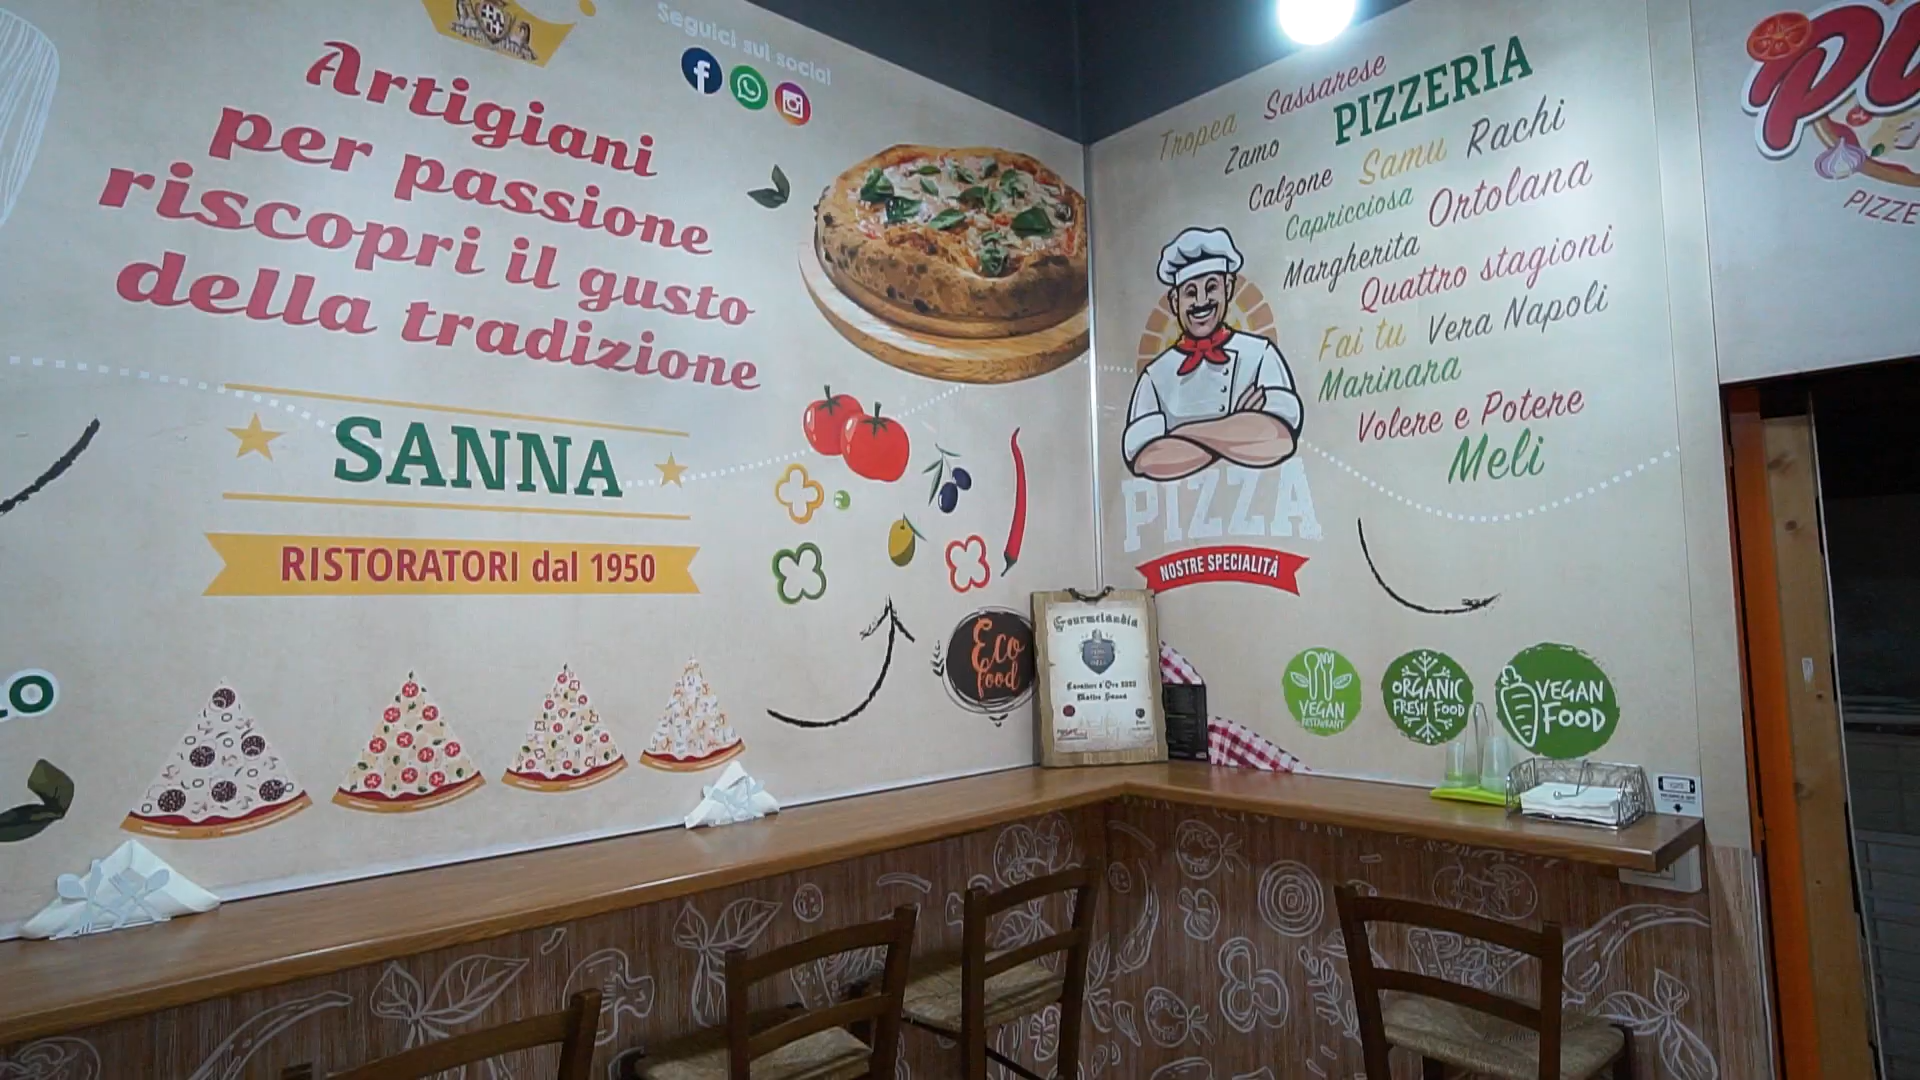 Seguici sui social
Artigiani
per passione
riscopri il gusto
della tradizione
SANNA
RISTORATORI dal 1950
Eco
food
Gourmelandia
PIZZERIA
Tropea Sassarese
Zamo
Calzone Samu Rachi
Capricciosa Ortolana
Margherita
Quattro stagioni
Fai tu Vera Napoli
Marinara
Volere e Potere
Meli
PIZZA
NOSTRE SPECIALITÀ
VEGAN
RESTAURANT
ORGANIC
FRESH FOOD
VEGAN
FOOD
PIZZE
LO